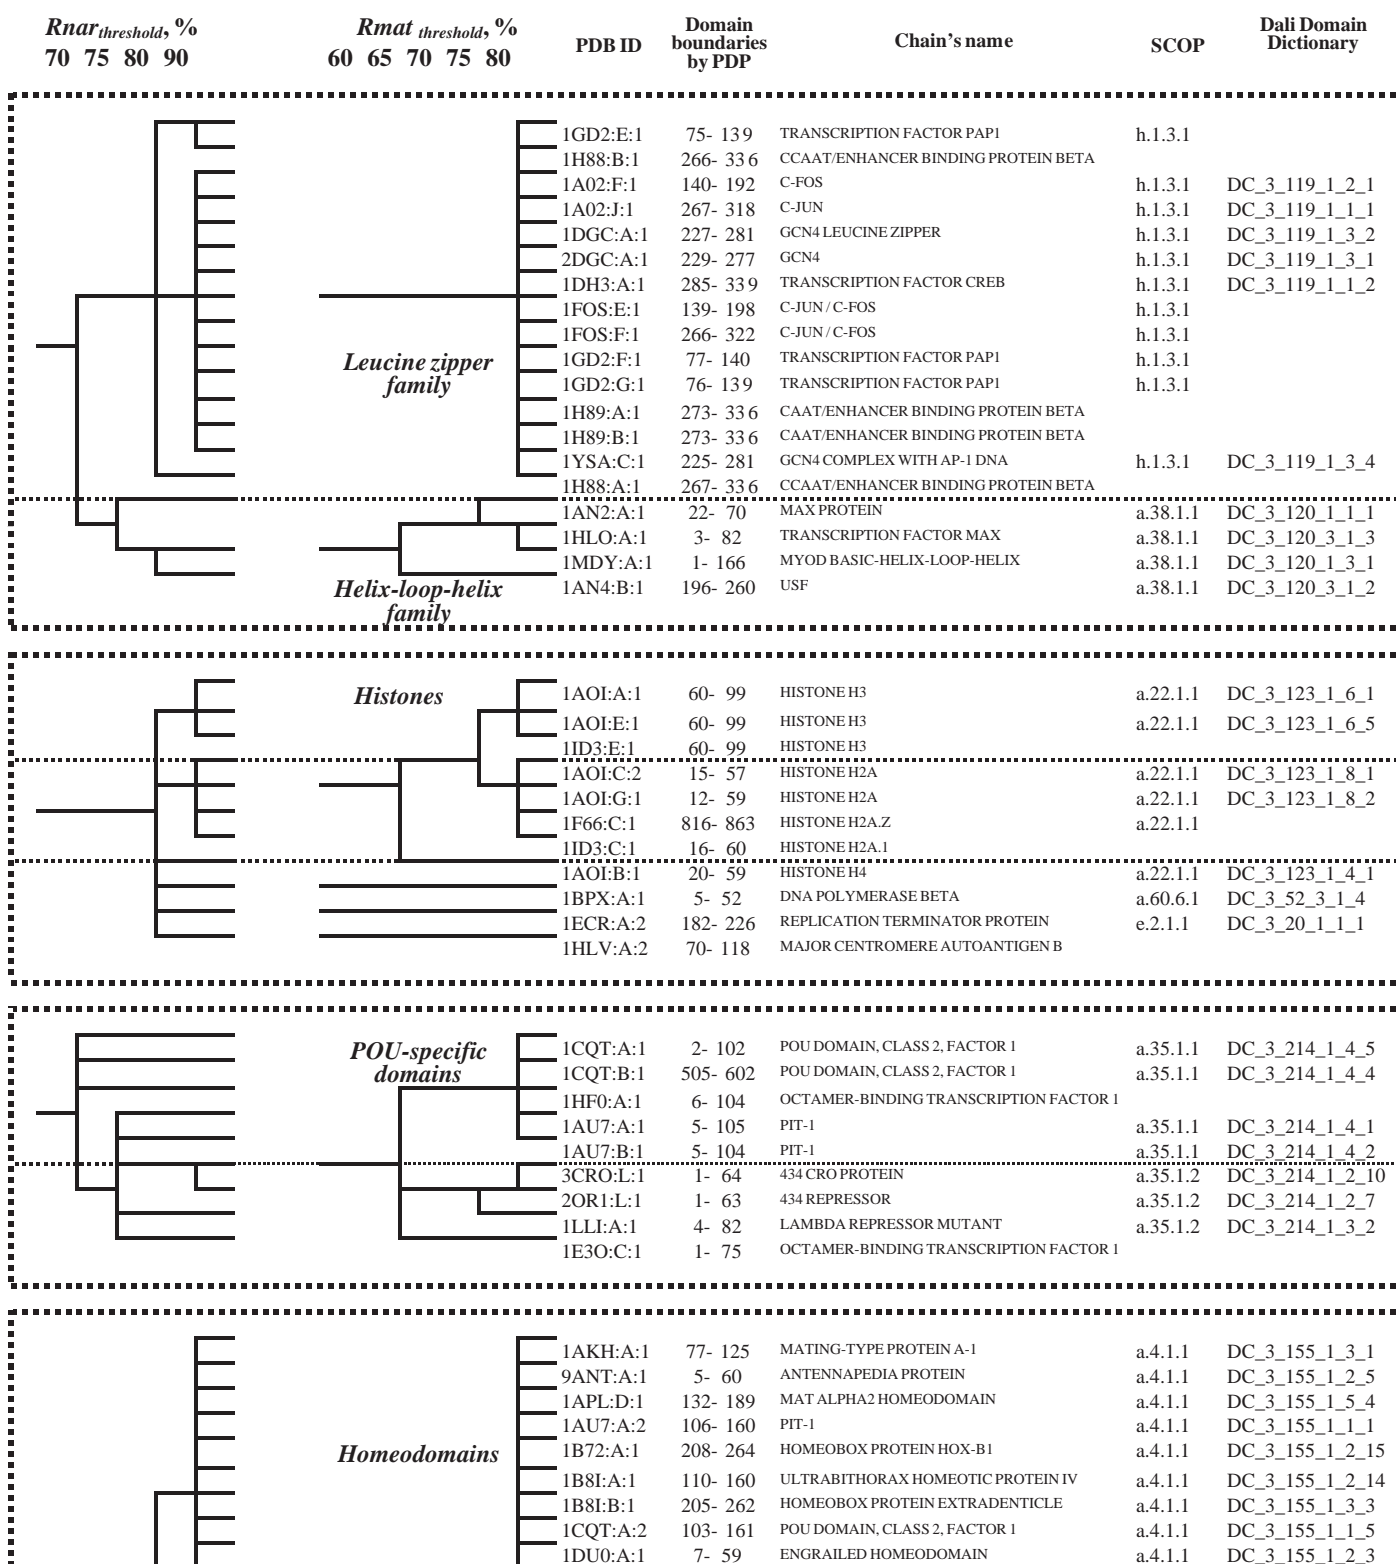 Rnar threshold, % Rmat threshold, % PDB ID Domain boundaries by PDP Chain's name SCOP Dali Domain Dictionary
70 75 80 90 60 65 70 75 80
1GD2:E:1 75- 139 TRANSCRIPTION FACTOR PAP1 h.1.3.1
1H88:B:1 266- 336 CCAAT/ENHANCER BINDING PROTEIN BETA
1A02:F:1 140- 192 C-FOS h.1.3.1 DC_3_119_1_2_1
1A02:J:1 267- 318 C-JUN h.1.3.1 DC_3_119_1_1_1
1DGC:A:1 227- 281 GCN4 LEUCINE ZIPPER h.1.3.1 DC_3_119_1_3_2
2DGC:A:1 229- 277 GCN4 h.1.3.1 DC_3_119_1_3_1
1DH3:A:1 285- 339 TRANSCRIPTION FACTOR CREB h.1.3.1 DC_3_119_1_1_2
1FOS:E:1 139- 198 C-JUN / C-FOS h.1.3.1
1FOS:F:1 266- 322 C-JUN / C-FOS h.1.3.1
Leucine zipper family
1GD2:F:1 77- 140 TRANSCRIPTION FACTOR PAP1 h.1.3.1
1GD2:G:1 76- 139 TRANSCRIPTION FACTOR PAP1 h.1.3.1
1H89:A:1 273- 336 CAAT/ENHANCER BINDING PROTEIN BETA
1H89:B:1 273- 336 CAAT/ENHANCER BINDING PROTEIN BETA
1YSA:C:1 225- 281 GCN4 COMPLEX WITH AP-1 DNA h.1.3.1 DC_3_119_1_3_4
1H88:A:1 267- 336 CCAAT/ENHANCER BINDING PROTEIN BETA
1AN2:A:1 22- 70 MAX PROTEIN a.38.1.1 DC_3_120_1_1_1
1HLO:A:1 3- 82 TRANSCRIPTION FACTOR MAX a.38.1.1 DC_3_120_3_1_3
1MDY:A:1 1- 166 MYOD BASIC-HELIX-LOOP-HELIX a.38.1.1 DC_3_120_1_3_1
Helix-loop-helix family
1AN4:B:1 196- 260 USF a.38.1.1 DC_3_120_3_1_2
Histones
1AOI:A:1 60- 99 HISTONE H3 a.22.1.1 DC_3_123_1_6_1
1AOI:E:1 60- 99 HISTONE H3 a.22.1.1 DC_3_123_1_6_5
1ID3:E:1 60- 99 HISTONE H3
1AOI:C:2 15- 57 HISTONE H2A a.22.1.1 DC_3_123_1_8_1
1AOI:G:1 12- 59 HISTONE H2A a.22.1.1 DC_3_123_1_8_2
1F66:C:1 816- 863 HISTONE H2A.Z a.22.1.1
1ID3:C:1 16- 60 HISTONE H2A.1
1AOI:B:1 20- 59 HISTONE H4 a.22.1.1 DC_3_123_1_4_1
1BPX:A:1 5- 52 DNA POLYMERASE BETA a.60.6.1 DC_3_52_3_1_4
1ECR:A:2 182- 226 REPLICATION TERMINATOR PROTEIN e.2.1.1 DC_3_20_1_1_1
1HLV:A:2 70- 118 MAJOR CENTROMERE AUTOANTIGEN B
POU-specific domains
1CQT:A:1 2- 102 POU DOMAIN, CLASS 2, FACTOR 1 a.35.1.1 DC_3_214_1_4_5
1CQT:B:1 505- 602 POU DOMAIN, CLASS 2, FACTOR 1 a.35.1.1 DC_3_214_1_4_4
1HF0:A:1 6- 104 OCTAMER-BINDING TRANSCRIPTION FACTOR 1
1AU7:A:1 5- 105 PIT-1 a.35.1.1 DC_3_214_1_4_1
1AU7:B:1 5- 104 PIT-1 a.35.1.1 DC_3_214_1_4_2
3CRO:L:1 1- 64 434 CRO PROTEIN a.35.1.2 DC_3_214_1_2_10
2OR1:L:1 1- 63 434 REPRESSOR a.35.1.2 DC_3_214_1_2_7
1LLI:A:1 4- 82 LAMBDA REPRESSOR MUTANT a.35.1.2 DC_3_214_1_3_2
1E3O:C:1 1- 75 OCTAMER-BINDING TRANSCRIPTION FACTOR 1
1AKH:A:1 77- 125 MATING-TYPE PROTEIN A-1 a.4.1.1 DC_3_155_1_3_1
9ANT:A:1 5- 60 ANTENNAPEDIA PROTEIN a.4.1.1 DC_3_155_1_2_5
1APL:D:1 132- 189 MAT ALPHA2 HOMEODOMAIN a.4.1.1 DC_3_155_1_5_4
1AU7:A:2 106- 160 PIT-1 a.4.1.1 DC_3_155_1_1_1
Homeodomains
1B72:A:1 208- 264 HOMEOBOX PROTEIN HOX-B1 a.4.1.1 DC_3_155_1_2_15
1B8I:A:1 110- 160 ULTRABITHORAX HOMEOTIC PROTEIN IV a.4.1.1 DC_3_155_1_2_14
1B8I:B:1 205- 262 HOMEOBOX PROTEIN EXTRADENTICLE a.4.1.1 DC_3_155_1_3_3
1CQT:A:2 103- 161 POU DOMAIN, CLASS 2, FACTOR 1 a.4.1.1 DC_3_155_1_1_5
1DU0:A:1 7- 59 ENGRAILED HOMEODOMAIN a.4.1.1 DC_3_155_1_2_3